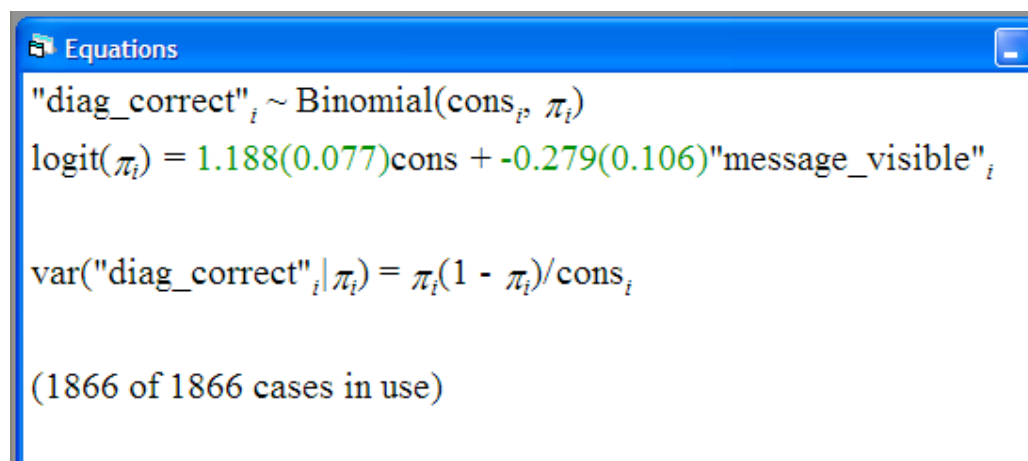 Equations
"diag_correct"ᵢ ~ Binomial(consᵢ, πᵢ)
logit(πᵢ) = 1.188(0.077)cons + -0.279(0.106)"message_visible"ᵢ
var("diag_correct"ᵢ|πᵢ) = πᵢ(1 - πᵢ)/consᵢ
(1866 of 1866 cases in use)